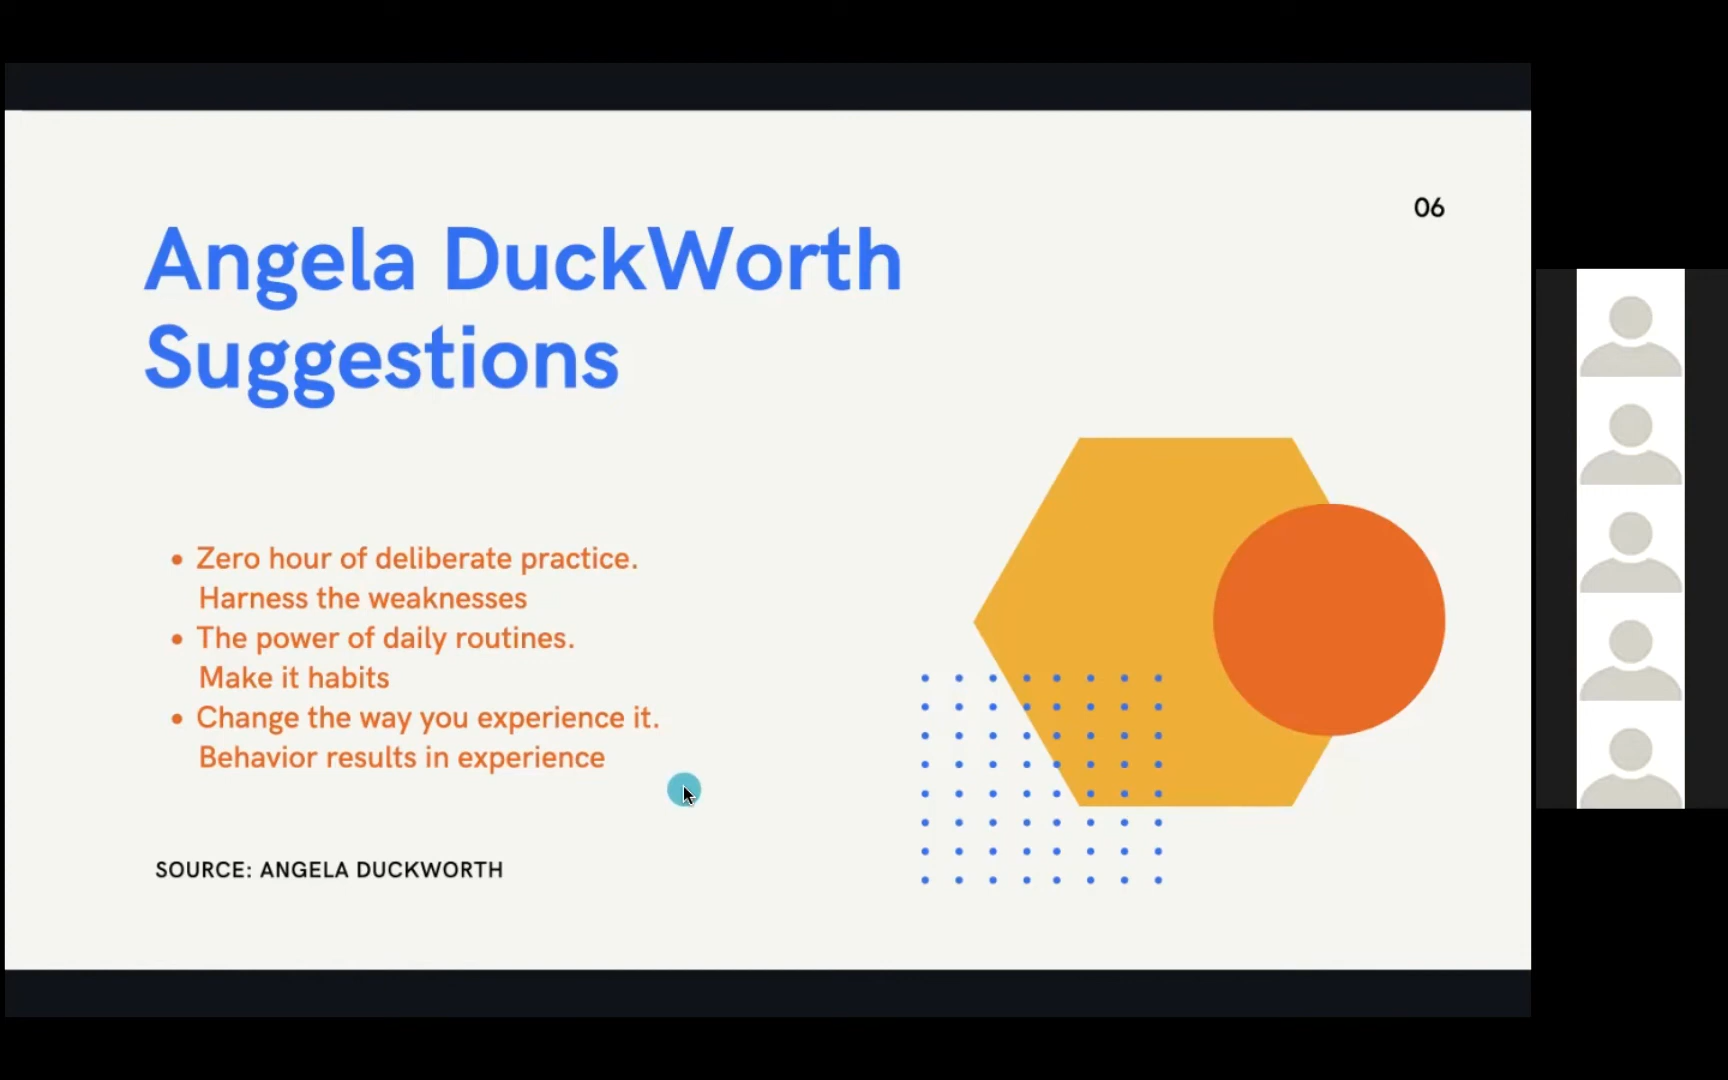 06
Angela DuckWorth
Suggestions
• Zero hour of deliberate practice.
Harness the weaknesses
• The power of daily routines.
Make it habits
• Change the way you experience it.
Behavior results in experience
SOURCE: ANGELA DUCKWORTH